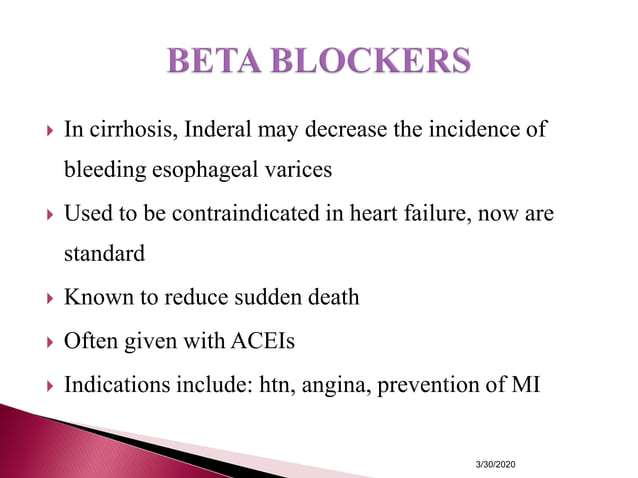 BETA BLOCKERS
In cirrhosis, Inderal may decrease the incidence of
bleeding esophageal varices
Used to be contraindicated in heart failure, now are
standard
Known to reduce sudden death
Often given with ACEIs
Indications include: htn, angina, prevention of MI
3/30/2020